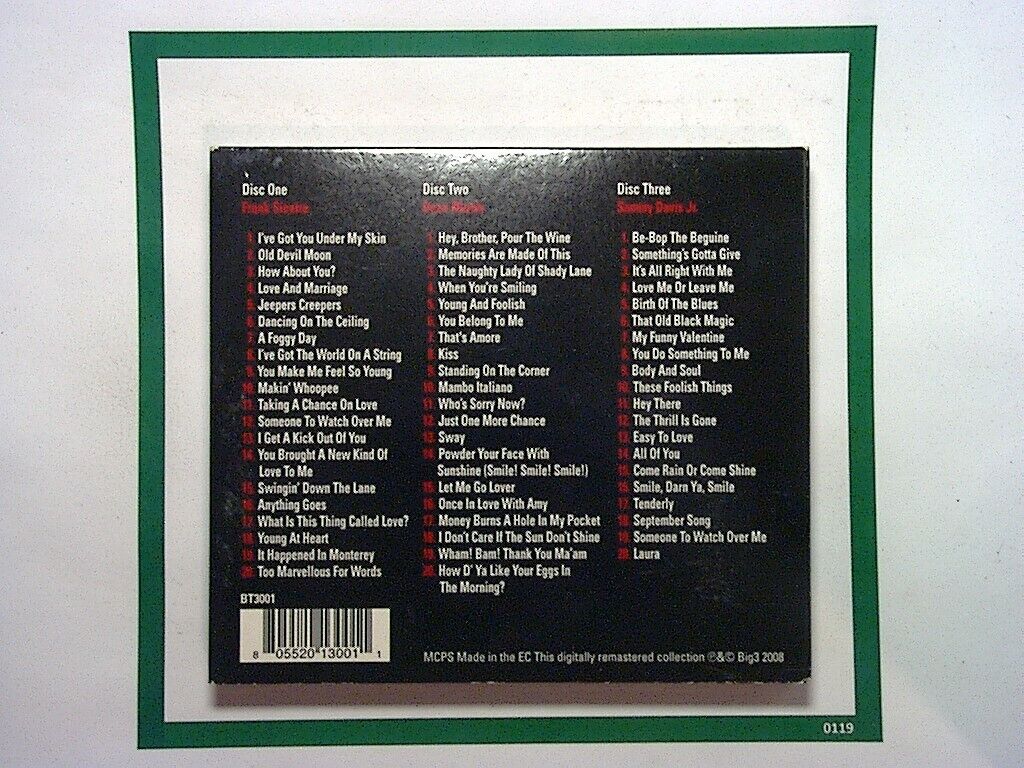 Disc One
Frank Sinatra
1. I've Got You Under My Skin
2. Old Devil Moon
3. How About You?
4. Love And Marriage
5. Jeepers Creepers
6. Dancing On The Ceiling
7. A Foggy Day
8. I've Got The World On A String
9. You Make Me Feel So Young
10. Makin' Whoopee
11. Taking A Chance On Love
12. Someone To Watch Over Me
13. I Get A Kick Out Of You
14. You Brought A New Kind Of
Love To Me
15. Swingin' Down The Lane
16. Anything Goes
17. What Is This Thing Called Love?
18. Young At Heart
19. It Happened In Monterey
20. Too Marvellous For Words
Disc Two
Dean Martin
1. Hey, Brother, Pour The Wine
2. Memories Are Made Of This
3. The Naughty Lady Of Shady Lane
4. When You're Smiling
5. Young And Foolish
6. You Belong To Me
7. That's Amore
8. Kiss
9. Standing On The Corner
10. Mambo Italiano
11. Who's Sorry Now?
12. Just One More Chance
13. Sway
14. Powder Your Face With
Sunshine (Smile! Smile! Smile!)
15. Let Me Go Lover
16. Once In Love With Amy
17. Money Burns A Hole In My Pocket
18. I Don't Care If The Sun Don't Shine
19. Wham! Bam! Thank You Ma'am
20. How D' Ya Like Your Eggs In
The Morning?
Disc Three
Sammy Davis Jr.
1. Be-Bop The Beguine
2. Something's Gotta Give
3. It's All Right With Me
4. Love Me Or Leave Me
5. Birth Of The Blues
6. That Old Black Magic
7. My Funny Valentine
8. You Do Something To Me
9. Body And Soul
10. These Foolish Things
11. Hey There
12. The Thrill Is Gone
13. Easy To Love
14. All Of You
15. Come Rain Or Come Shine
16. Smile, Darn Ya, Smile
17. Tenderly
18. September Song
19. Someone To Watch Over Me
20. Laura
BT3001
8 05520 13001 1
MCPS Made in the EC This digitally remastered collection ℗&© Big3 2008
0119